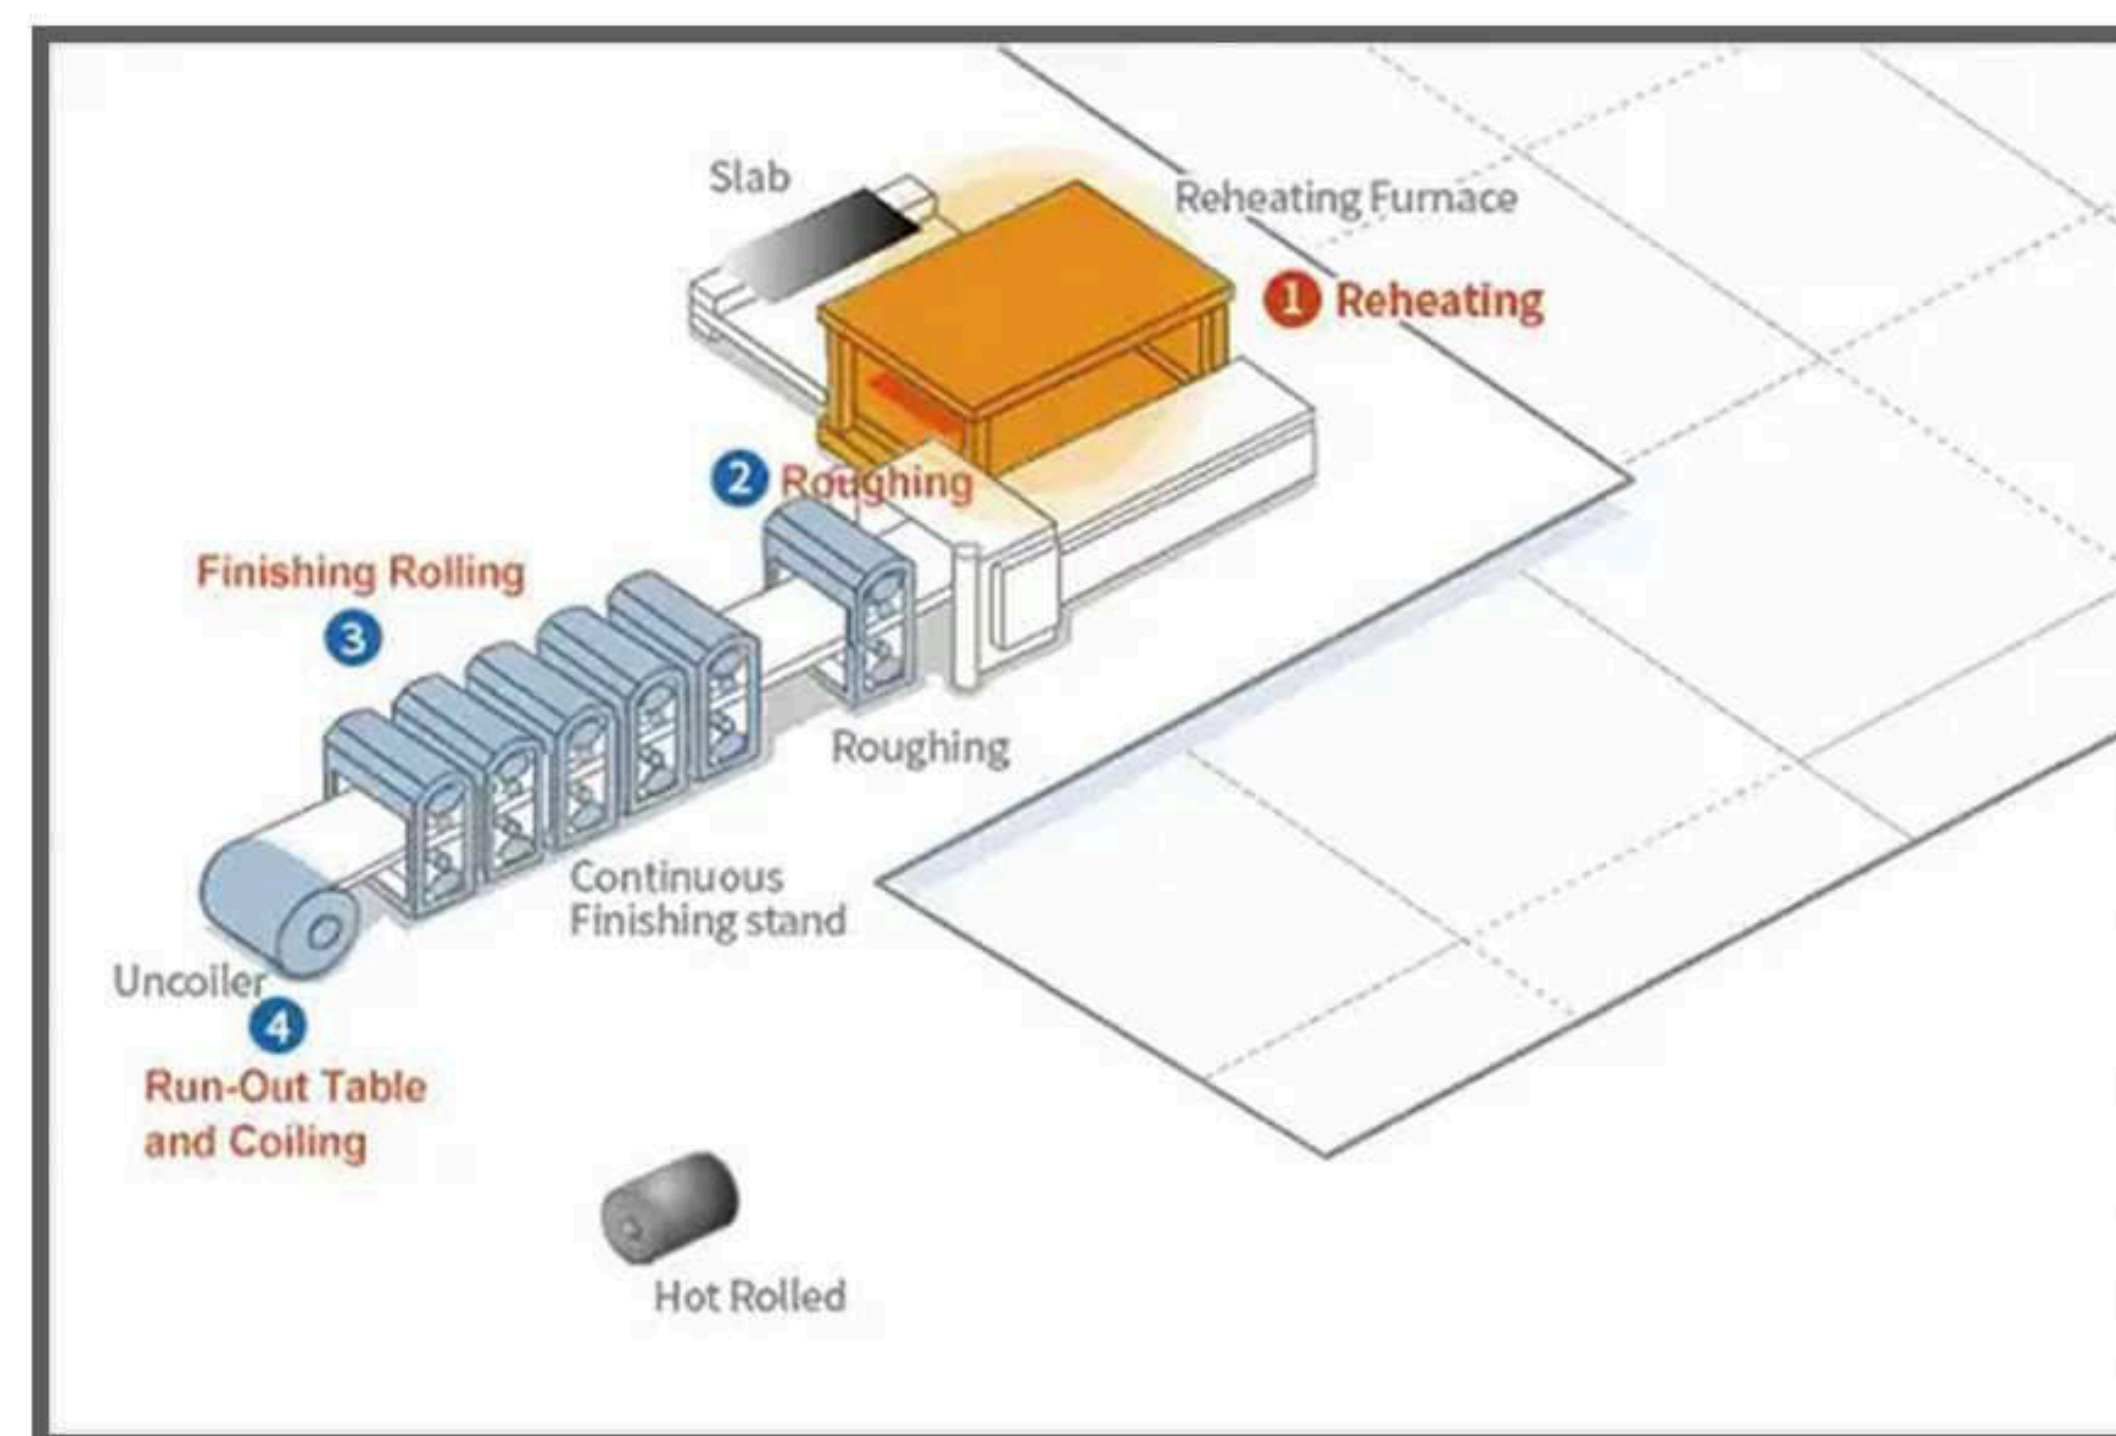 Slab
Reheating Furnace
1 Reheating
2 Roughing
Finishing Rolling
3
Roughing
Continuous
Finishing stand
Uncoiler
4
Run-Out Table
and Coiling
Hot Rolled